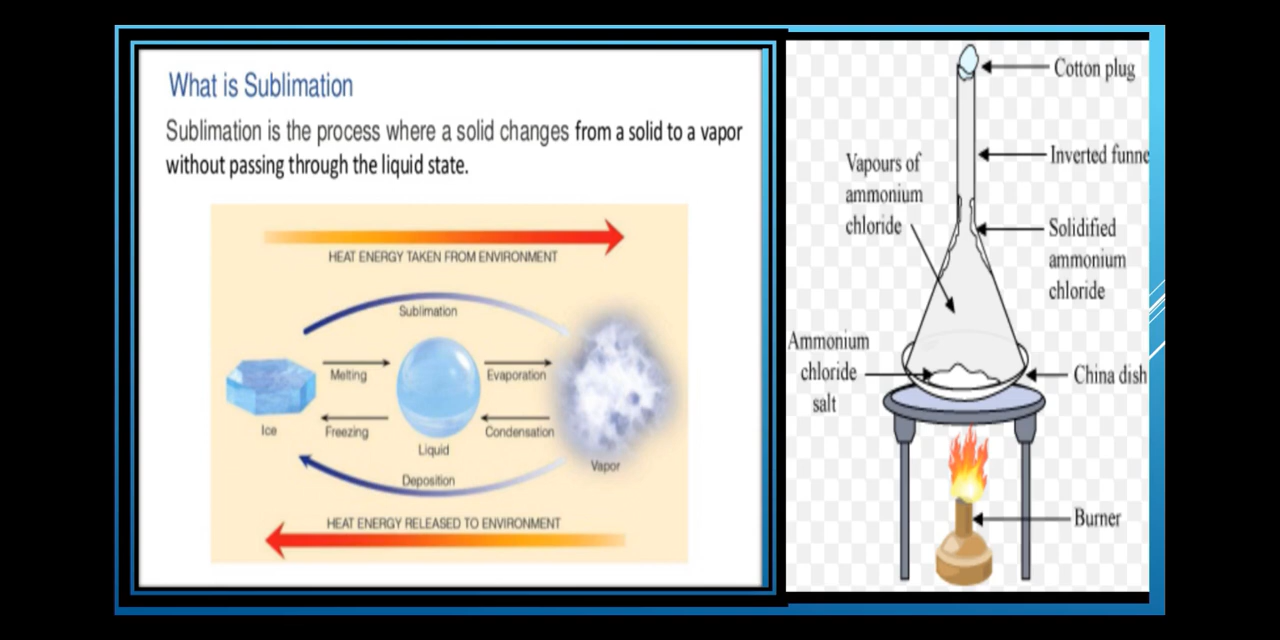 What is Sublimation
Sublimation is the process where a solid changes from a solid to a vapor
without passing through the liquid state.
HEAT ENERGY TAKEN FROM ENVIRONMENT
Sublimation
Melting
Evaporation
Ice
Freezing
Condensation
Liquid
Vapor
Deposition
HEAT ENERGY RELEASED TO ENVIRONMENT
Cotton plug
Vapours of
ammonium
chloride
Inverted funne
Solidified
ammonium
chloride
Ammonium
chloride
salt
China dish
Burner